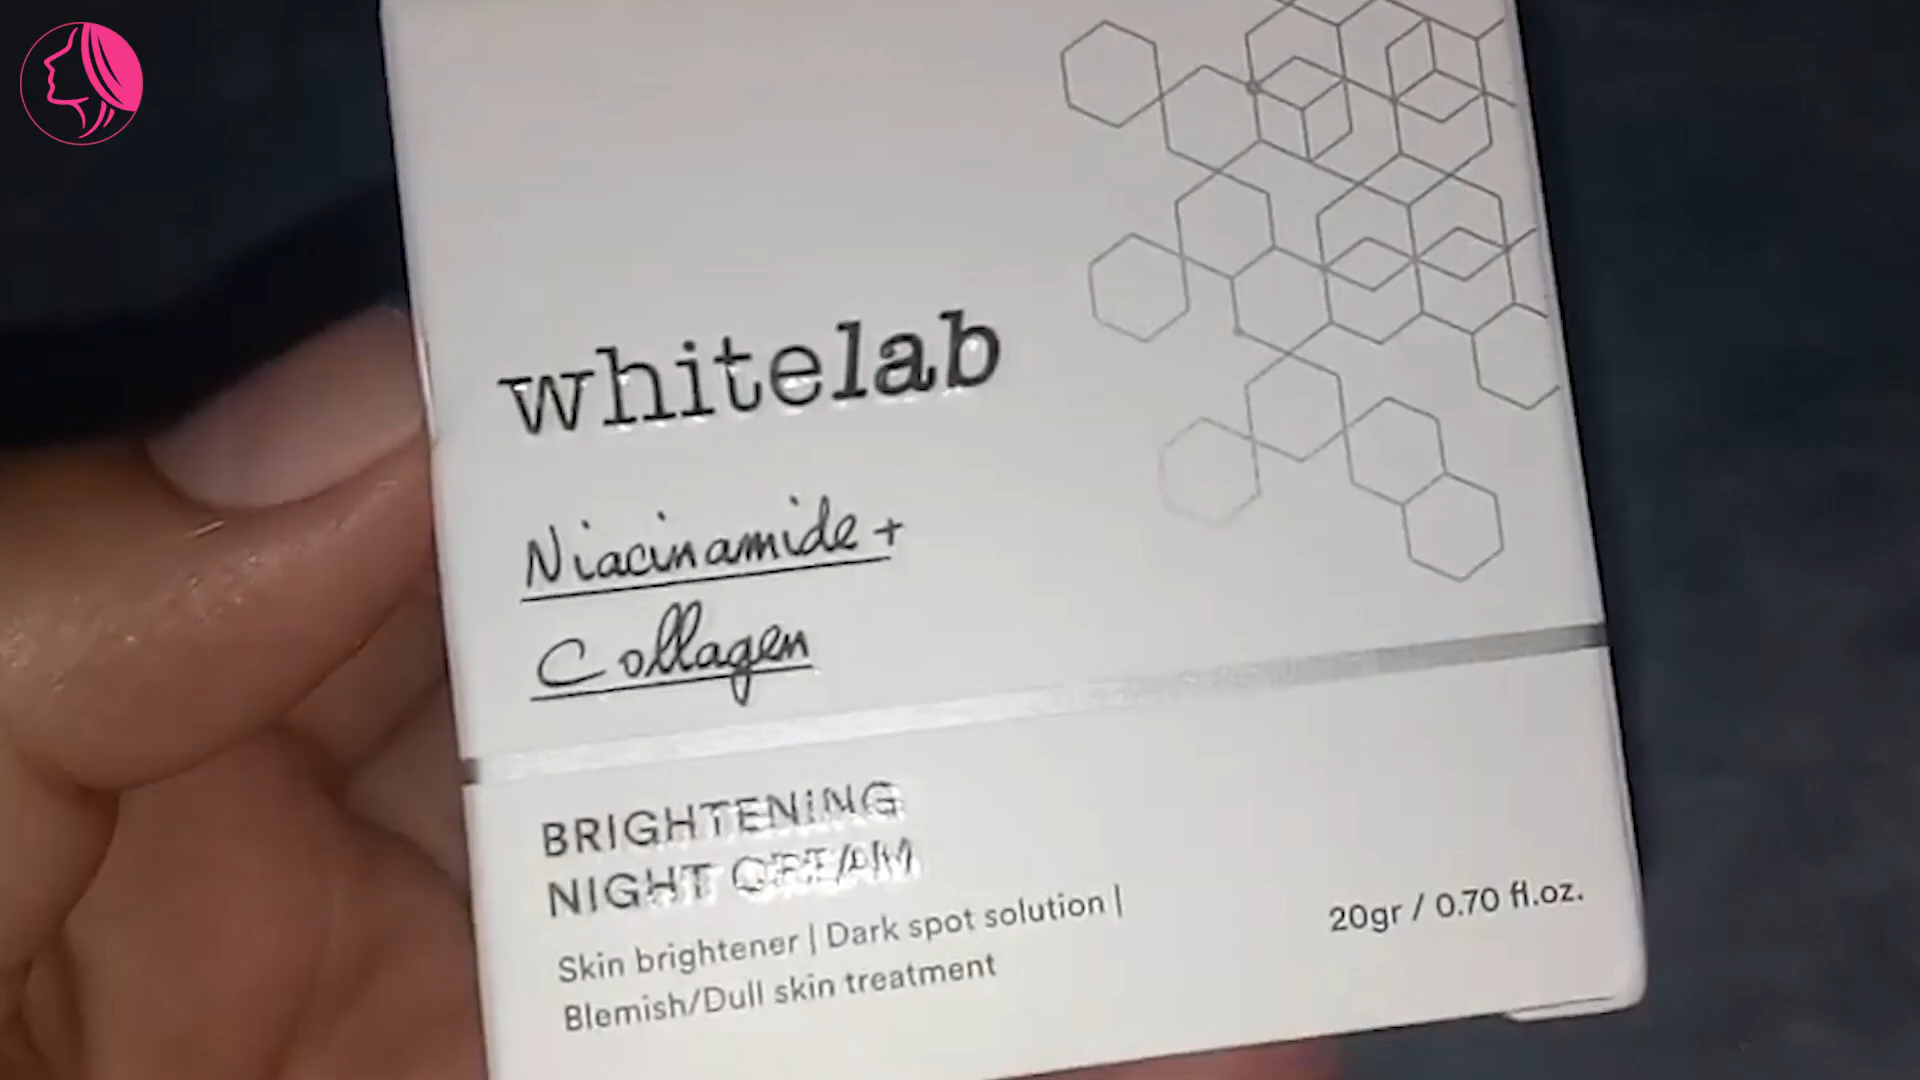 whitelab
Niacinamide +
Collagen
BRIGHTENING
NIGHT CREAM
Skin brightener | Dark spot solution |
Blemish/Dull skin treatment
20gr / 0.70 fl.oz.